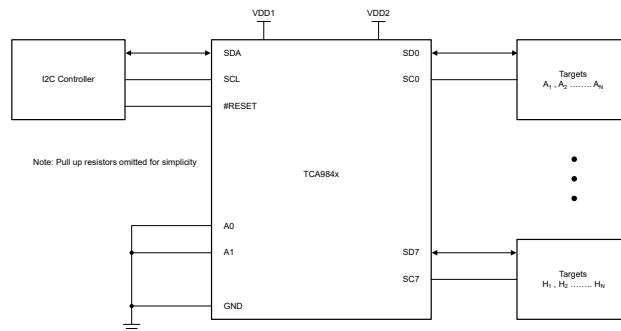 VDD1 VDD2
SDA SD0
I2C Controller
SCL SC0
Targets
A1 , A2 ........ AN
#RESET
Note: Pull up resistors omitted for simplicity
TCA984x
A0
A1 SD7
SC7
Targets
H1 , H2 ........ HN
GND